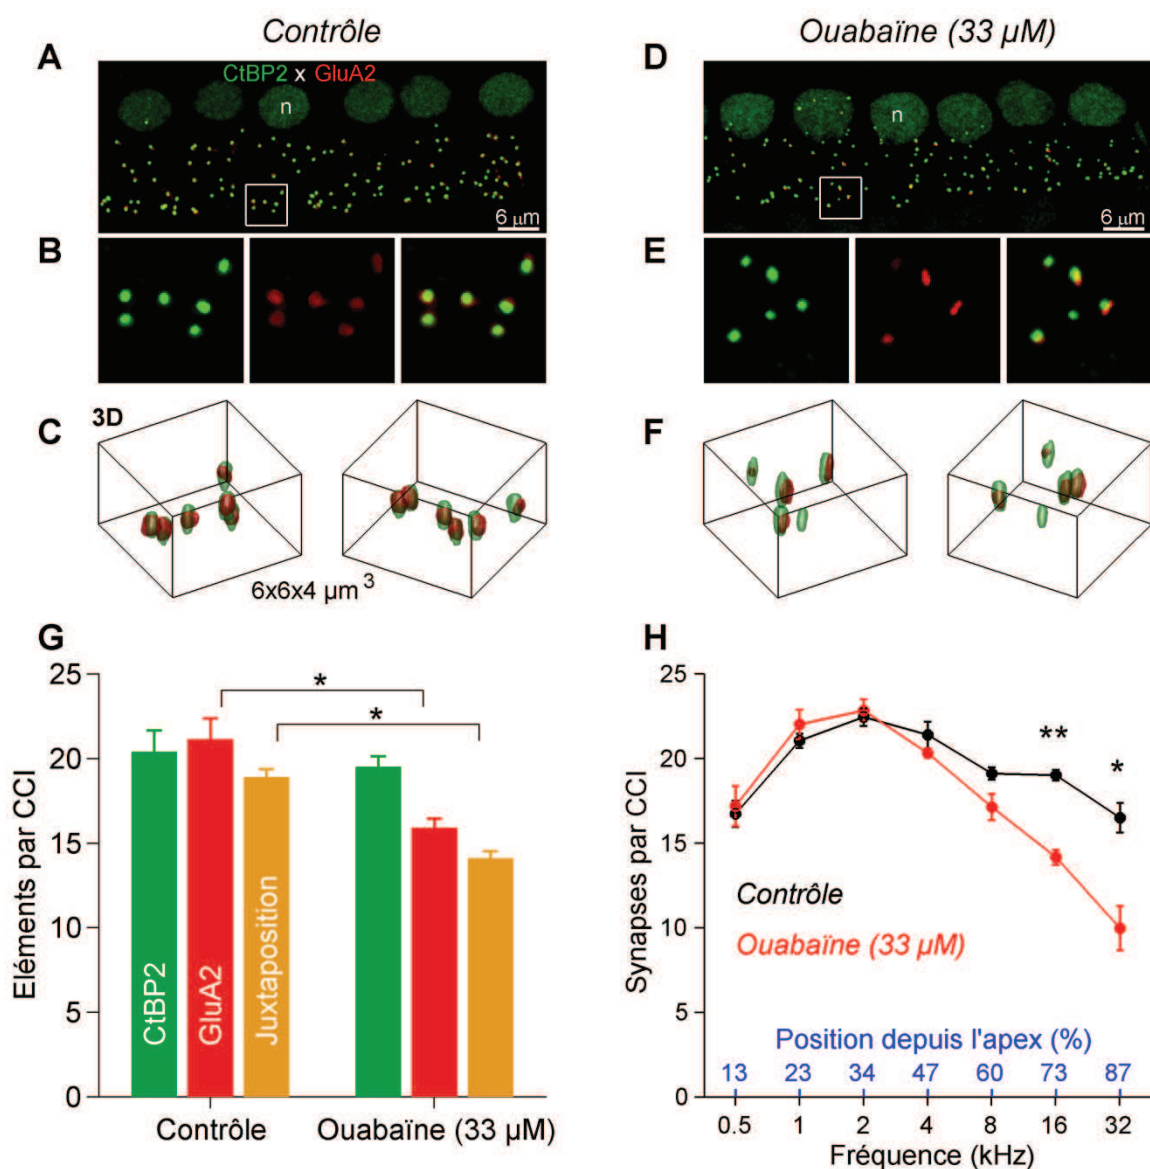 Contrôle
Ouabaïne (33 µM)
A
CtBP2 x GluA2
n
6 µm
D
n
6 µm
B
E
C
3D
6x6x4 µm3
F
G
Eléments par CCI
25
20
15
10
5
0
*
*
CtBP2
GluA2
Juxtaposition
Contrôle
Ouabaïne (33 µM)
H
Synapses par CCI
25
20
15
10
5
0
**
*
Contrôle
Ouabaïne (33 µM)
Position depuis l'apex (%)
13 23 34 47 60 73 87
0.5 1 2 4 8 16 32
Fréquence (kHz)